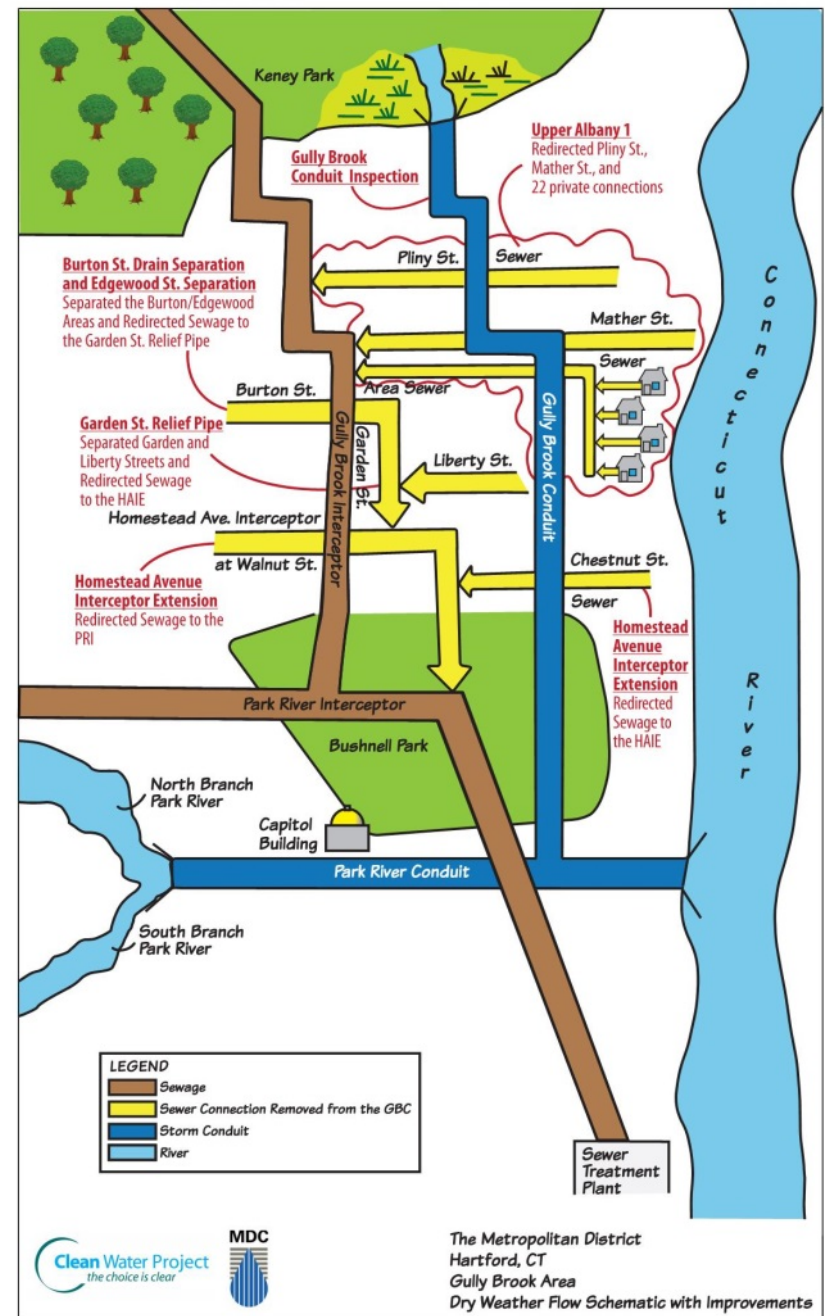 Keney Park
Upper Albany 1
Redirected Pliny St.,
Mather St., and
22 private connections
Gully Brook
Conduit Inspection
Burton St. Drain Separation
and Edgewood St. Separation
Separated the Burton/Edgewood
Areas and Redirected Sewage to
the Garden St. Relief Pipe
Pliny St.
Sewer
Mather St.
Sewer
Connecticut
River
Burton St.
Area Sewer
Garden St. Relief Pipe
Separated Garden and
Liberty Streets and
Redirected Sewage
to the HAIE
Garden St.
Gully Brook Interceptor
Gully Brook Conduit
Liberty St.
Homestead Ave. Interceptor
at Walnut St.
Chestnut St.
Sewer
Homestead Avenue
Interceptor Extension
Redirected Sewage to the
PRI
Homestead
Avenue
Interceptor
Extension
Redirected
Sewage to
the HAIE
Park River Interceptor
Bushnell Park
North Branch
Park River
Capitol
Building
Park River Conduit
South Branch
Park River
LEGEND
Sewage
Sewer Connection Removed from the GBC
Storm Conduit
River
Sewer
Treatment
Plant
Clean Water Project
the choice is clear
MDC
The Metropolitan District
Hartford, CT
Gully Brook Area
Dry Weather Flow Schematic with Improvements